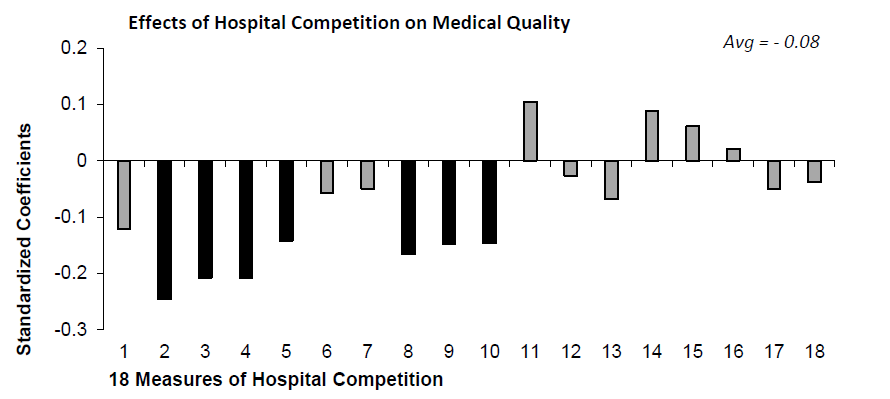 Effects of Hospital Competition on Medical Quality
Avg = - 0.08
0.2
0.1
0
-0.1
-0.2
-0.3
Standardized Coefficients
1 2 3 4 5 6 7 8 9 10 11 12 13 14 15 16 17 18
18 Measures of Hospital Competition